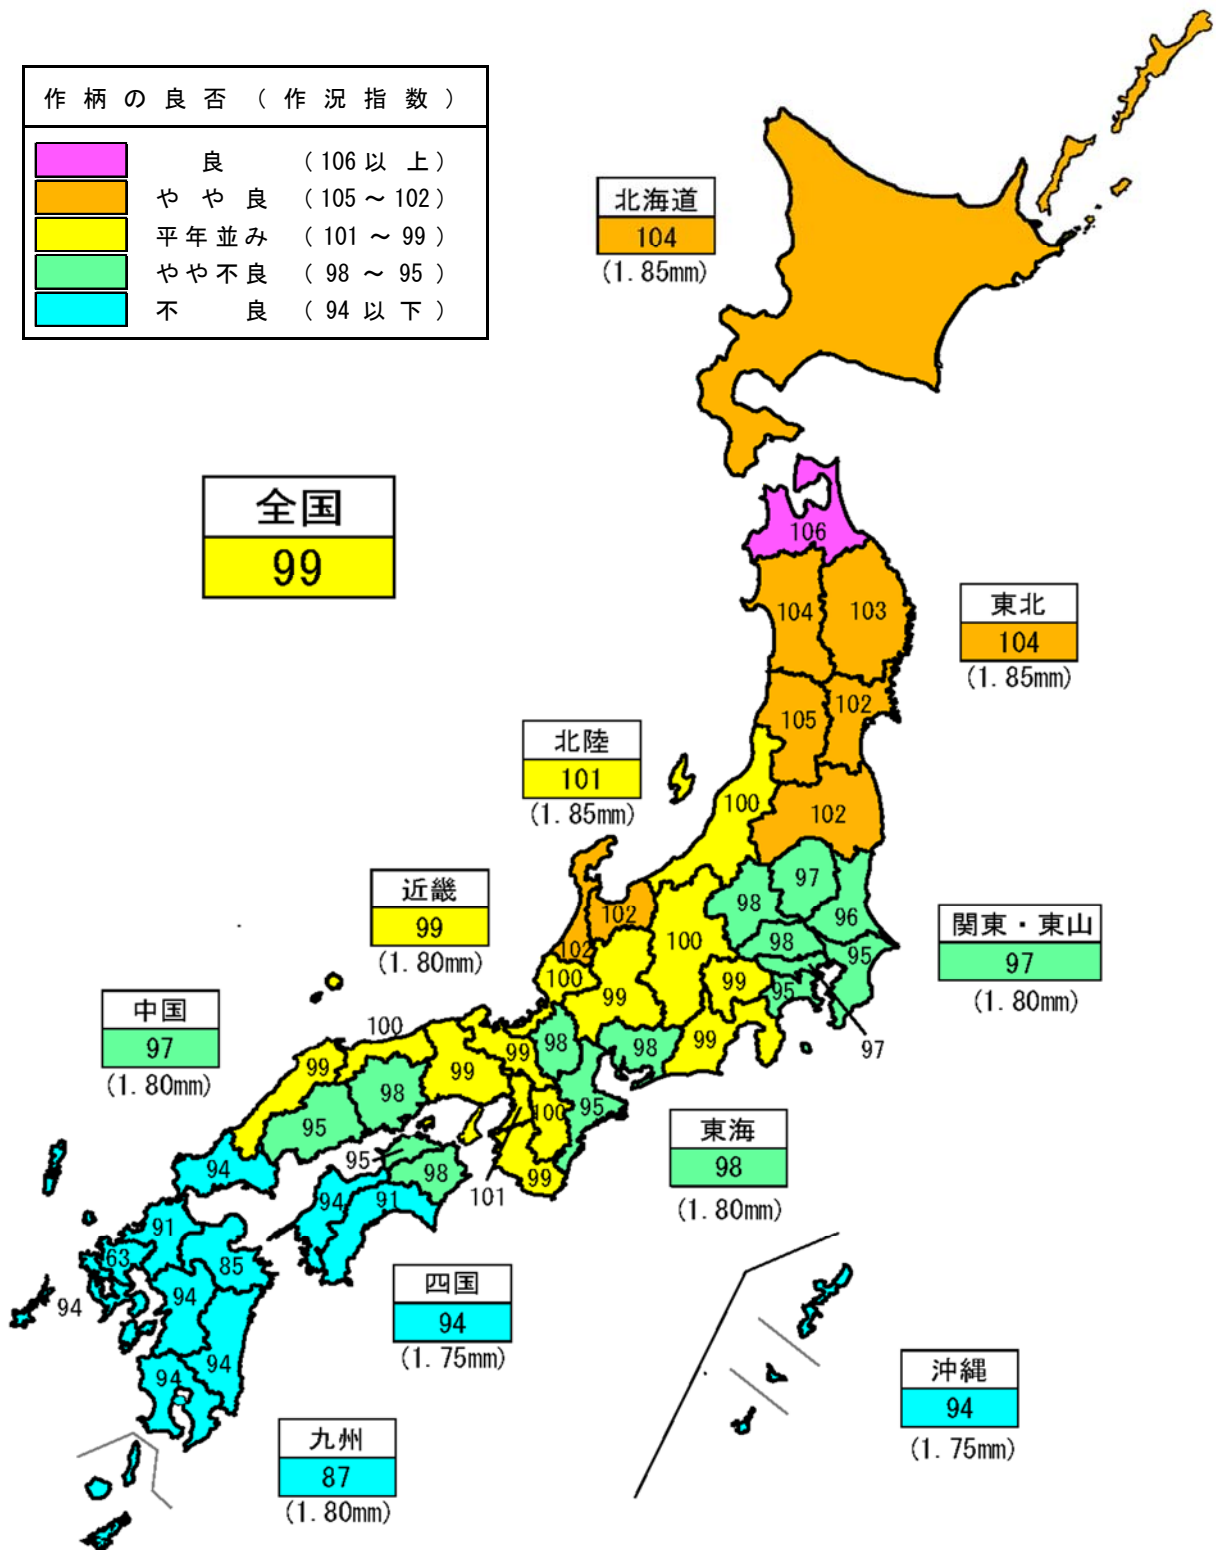 作柄の良否(作況指数)
良 (106以上)
やや良 (105～102)
平年並み (101～99)
やや不良 (98～95)
不良 (94以下)
北海道
104
(1.85mm)
全国
99
106
104
103
東北
104
(1.85mm)
105
102
北陸
101
(1.85mm)
100
102
近畿
99
(1.80mm)
97
98
96
関東・東山
97
(1.80mm)
102
102
100
98
95
100
99
99
95
中国
97
(1.80mm)
100
99
99
99
98
98
99
97
98
95
100
95
東海
98
(1.80mm)
94
95
98
99
101
94
91
91
63
85
94
94
四国
94
(1.75mm)
94
94
沖縄
94
(1.75mm)
九州
87
(1.80mm)